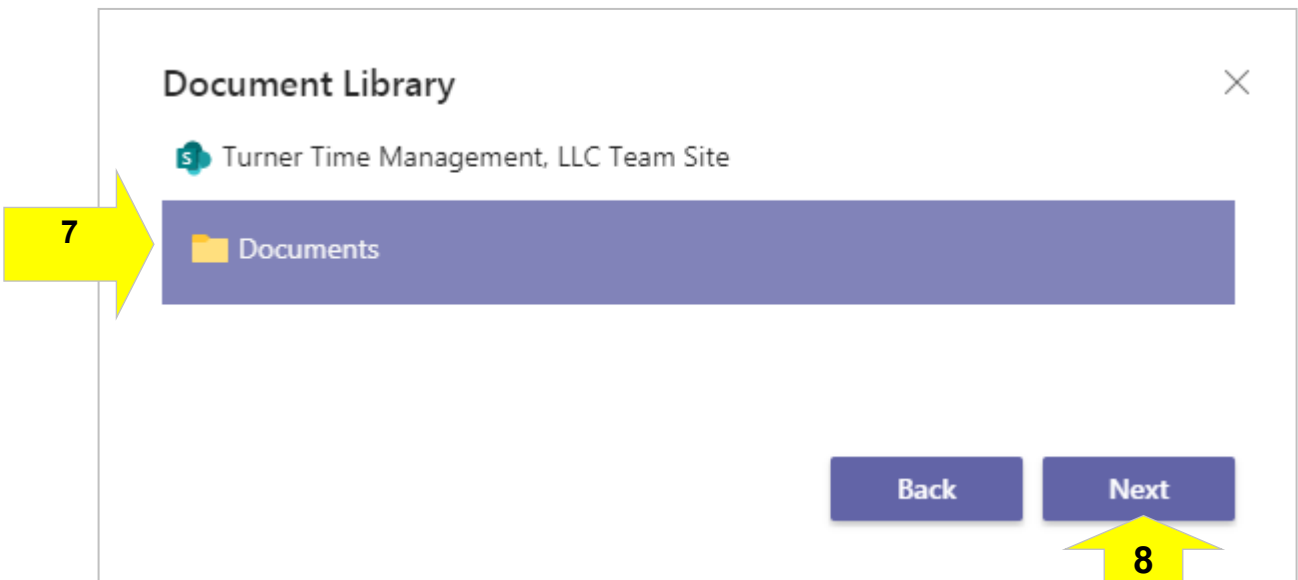 Document Library
S Turner Time Management, LLC Team Site
7
Documents
Back Next
8